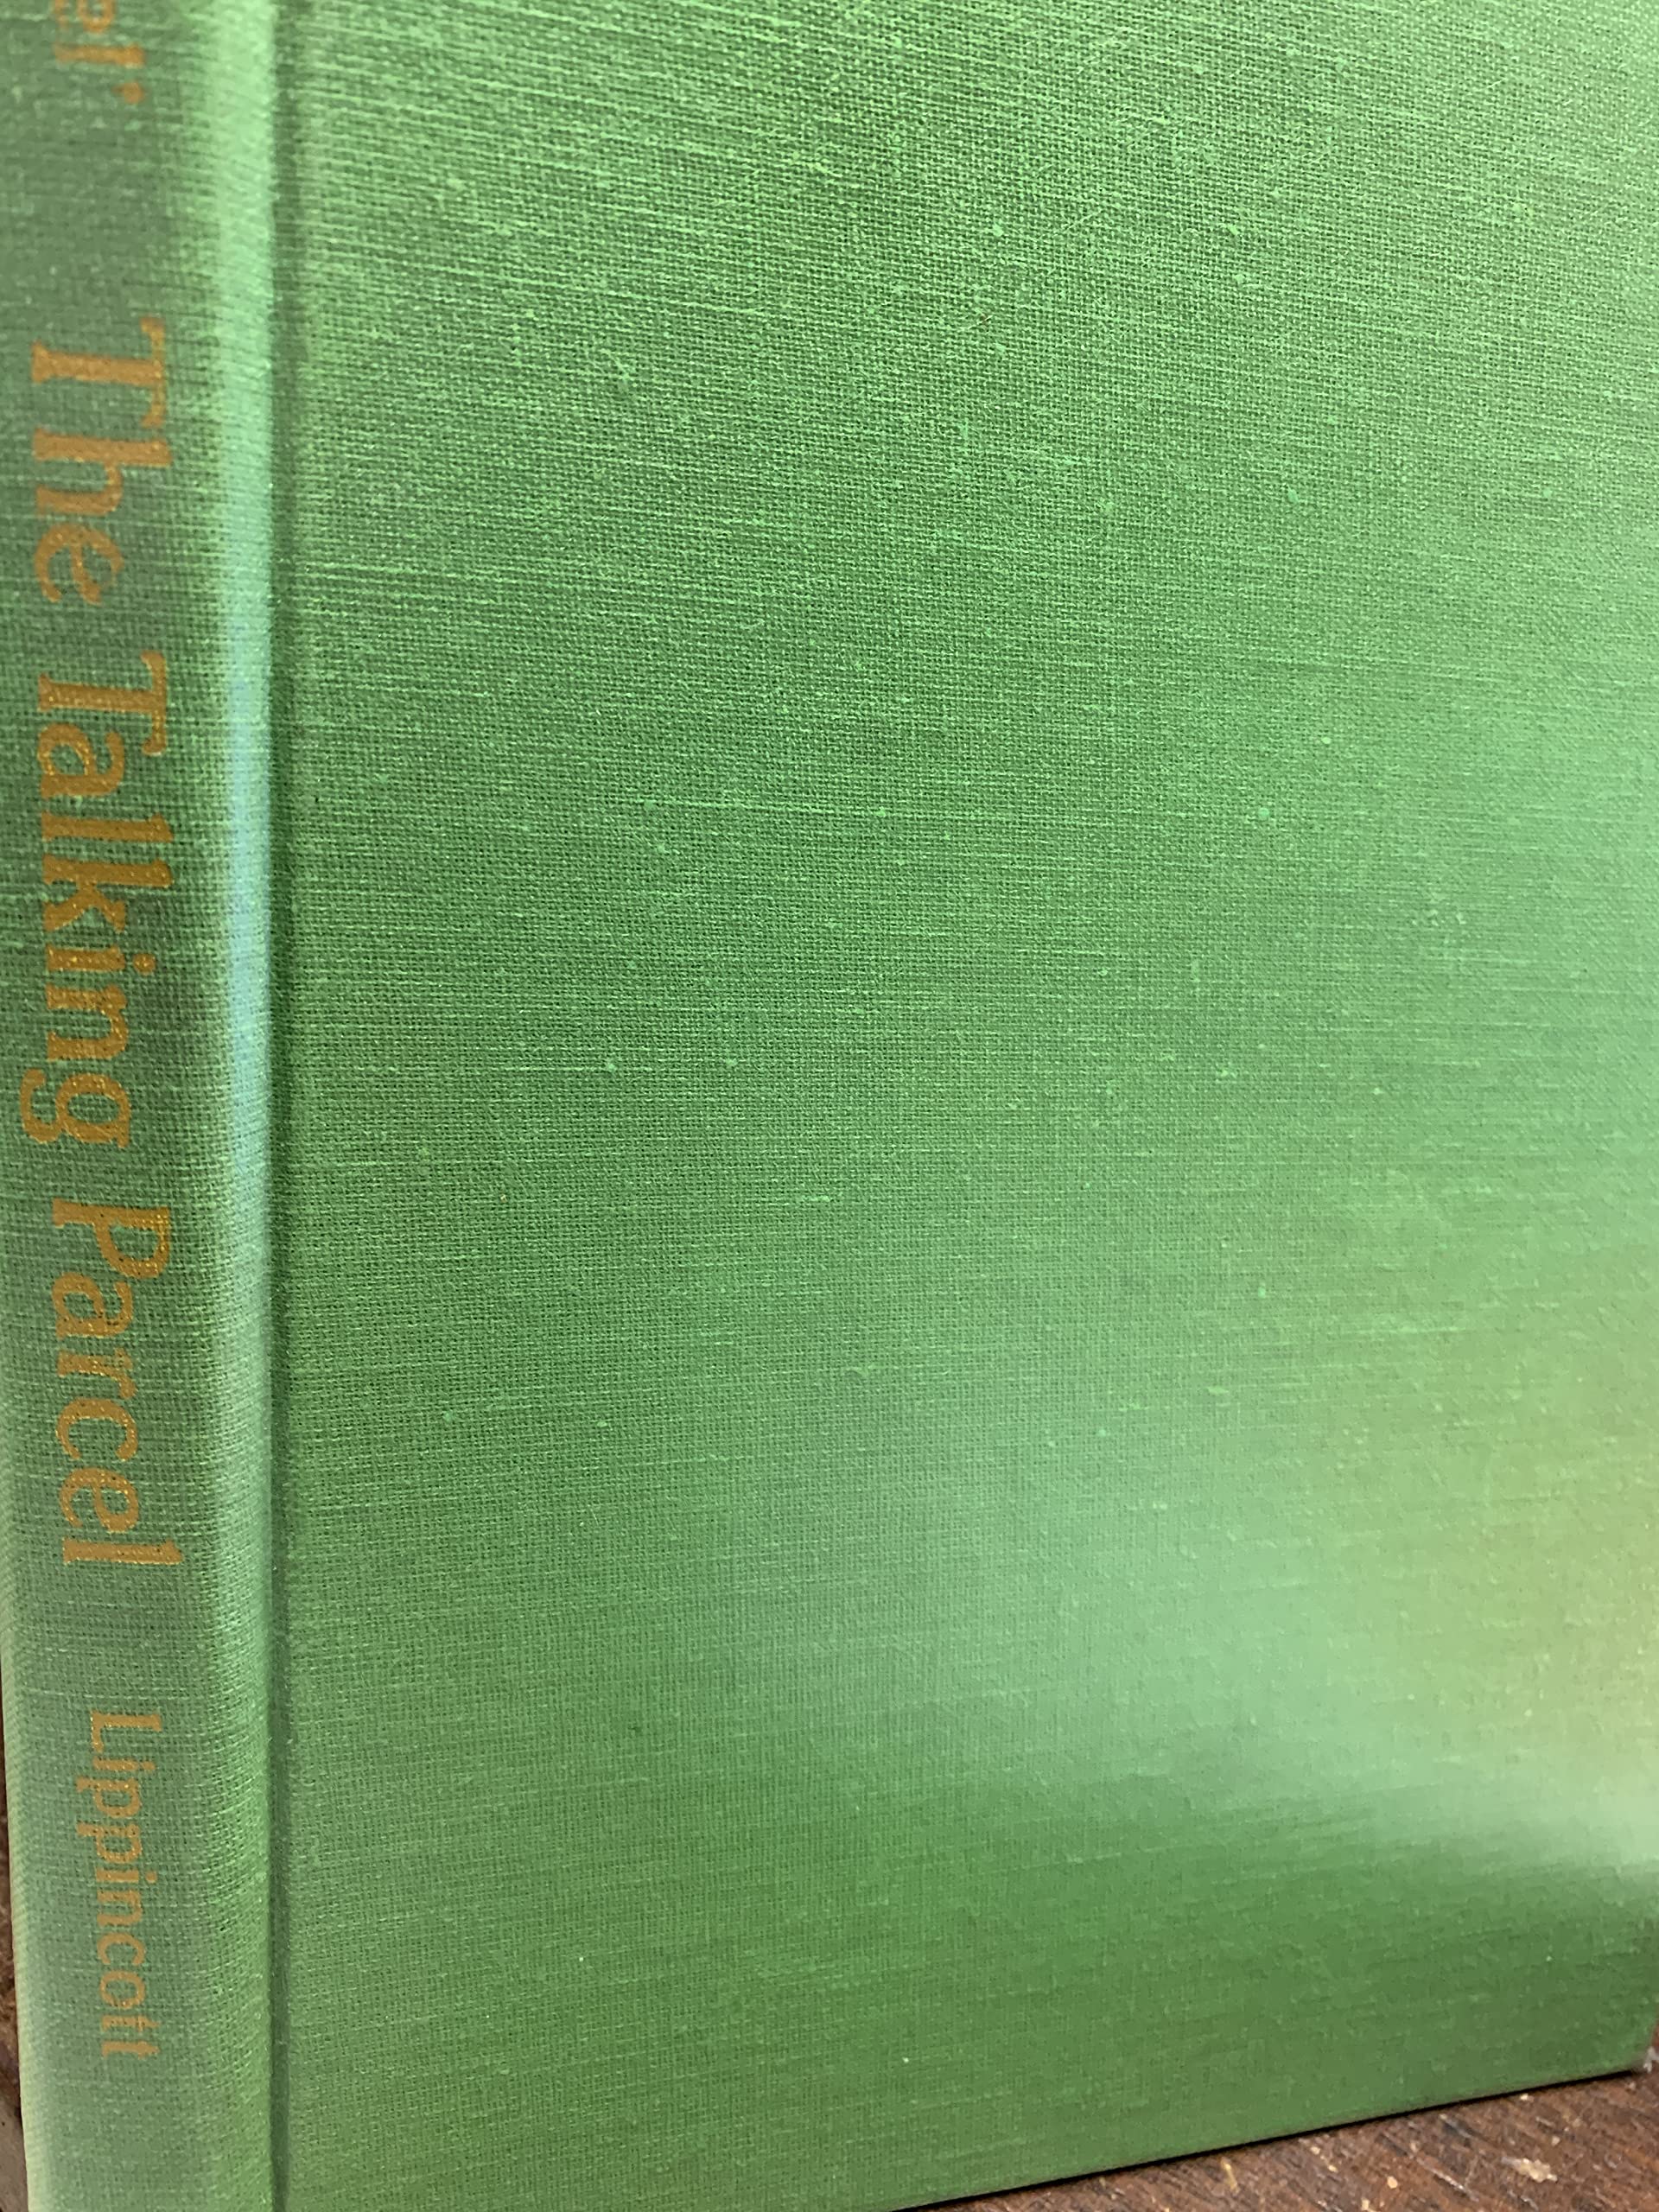 The Talking Parcel
Lippincott